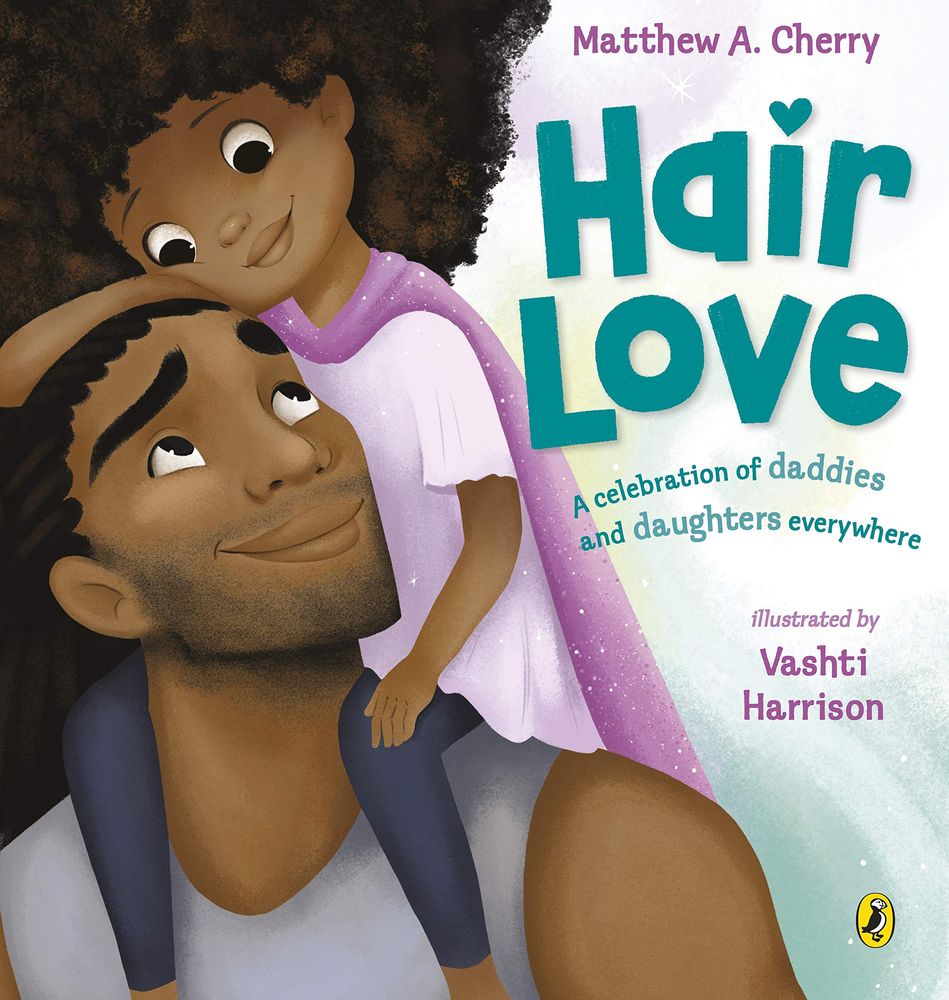 Matthew A. Cherry
Hair
Love
A celebration of daddies
and daughters everywhere
illustrated by
Vashti
Harrison